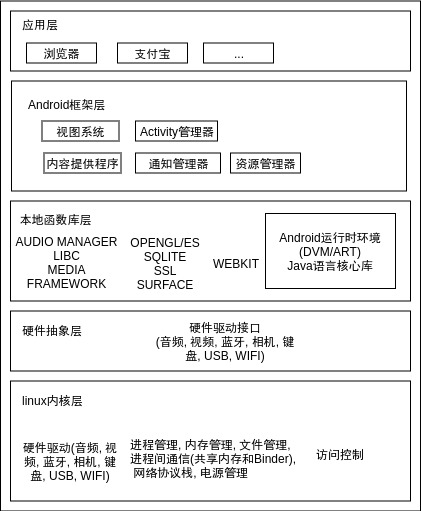 应用层
浏览器
支付宝
...
Android框架层
视图系统
Activity管理器
内容提供程序
通知管理器
资源管理器
本地函数库层
AUDIO MANAGER
LIBC
MEDIA
FRAMEWORK
OPENGL/ES
SQLITE
SSL
SURFACE
WEBKIT
Android运行时环境
(DVM/ART)
Java语言核心库
硬件抽象层
硬件驱动接口
(音频, 视频, 蓝牙, 相机, 键
盘, USB, WIFI)
linux内核层
硬件驱动(音频, 视
频, 蓝牙, 相机, 键
盘, USB, WIFI)
进程管理, 内存管理, 文件管理,
进程间通信(共享内存和Binder),
网络协议栈, 电源管理
访问控制